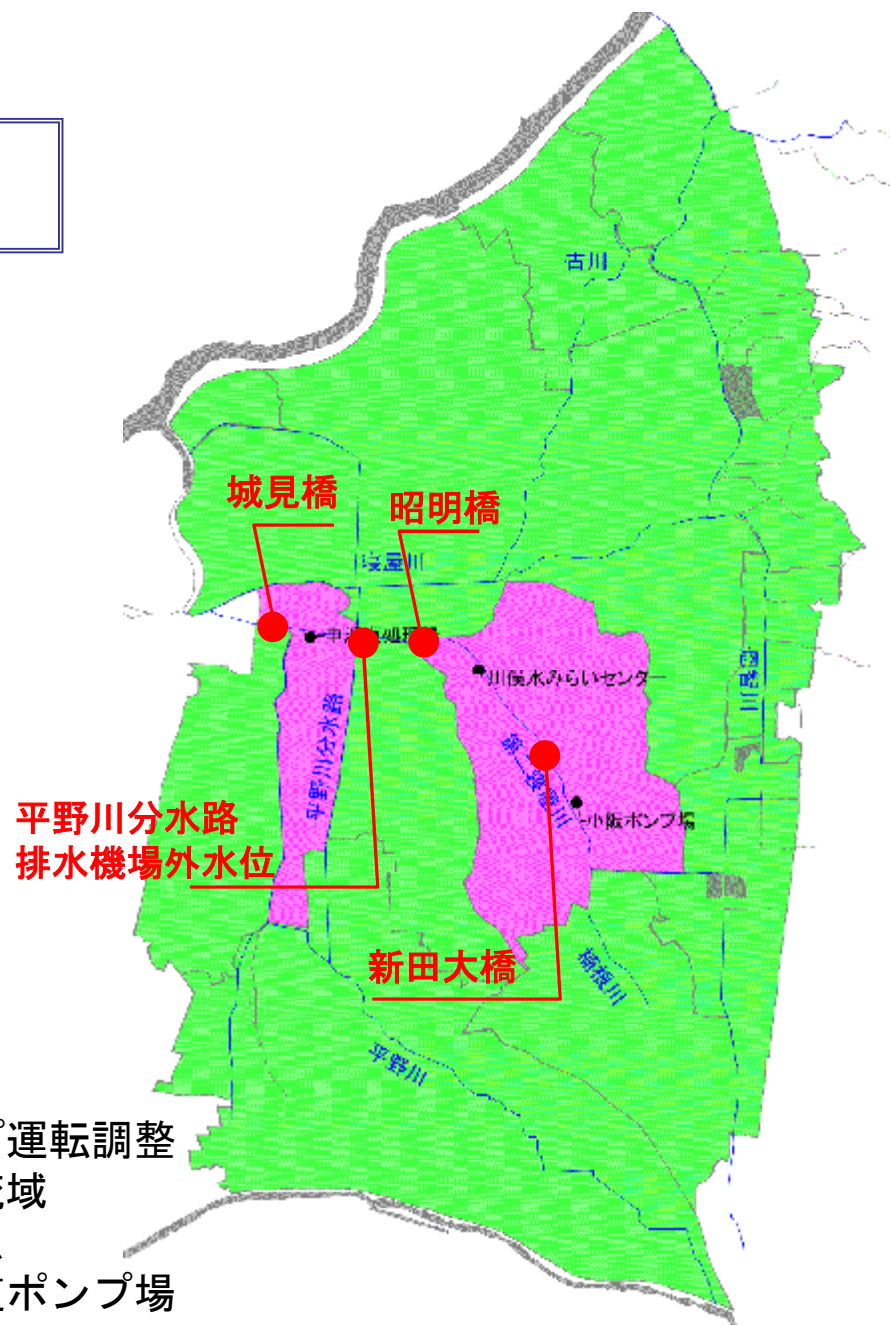 古川
城見橋
昭明橋
寝屋川
川俣水みらいセンター
恩智川
平野川分水路
第二寝屋川
小阪ポンプ場
平野川分水路
排水機場外水位
新田大橋
楠根川
平野川
運転調整
域
ポンプ場